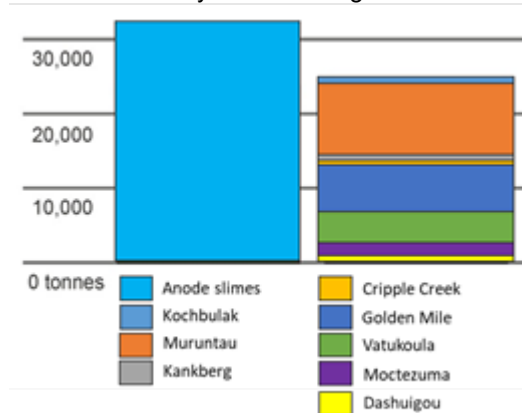 30,000
20,000
10,000
0 tonnes
Anode slimes
Kochbulak
Muruntau
Kankberg
Cripple Creek
Golden Mile
Vatukoula
Moctezuma
Dashuigou